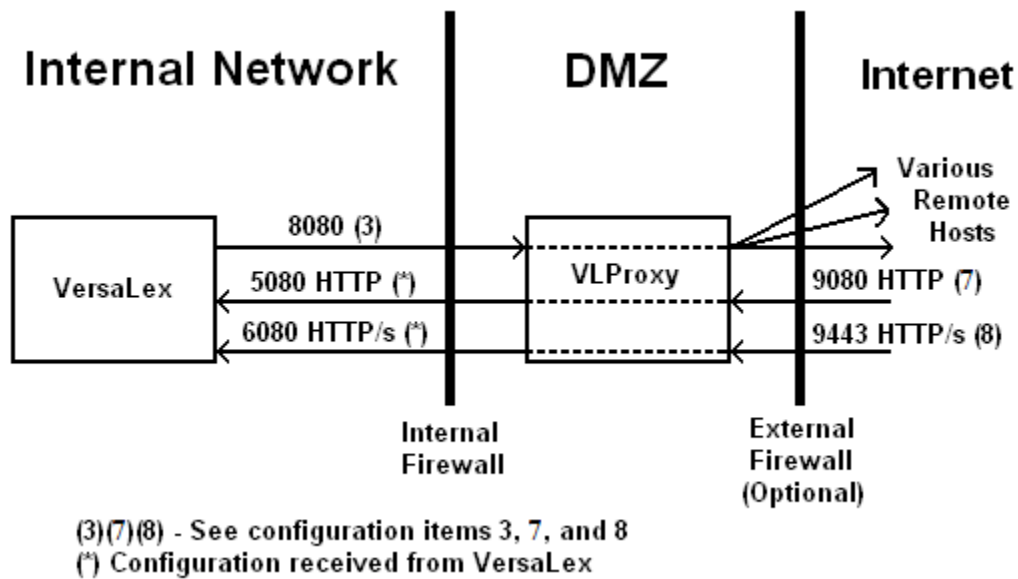 Internal Network
DMZ
Internet
Various
Remote
Hosts
8080 (3)
VersaLex
5080 HTTP (*)
6080 HTTP/s (*)
VLProxy
9080 HTTP (7)
9443 HTTP/s (8)
Internal
Firewall
External
Firewall
(Optional)
(3)(7)(8) - See configuration items 3, 7, and 8
(*) Configuration received from VersaLex